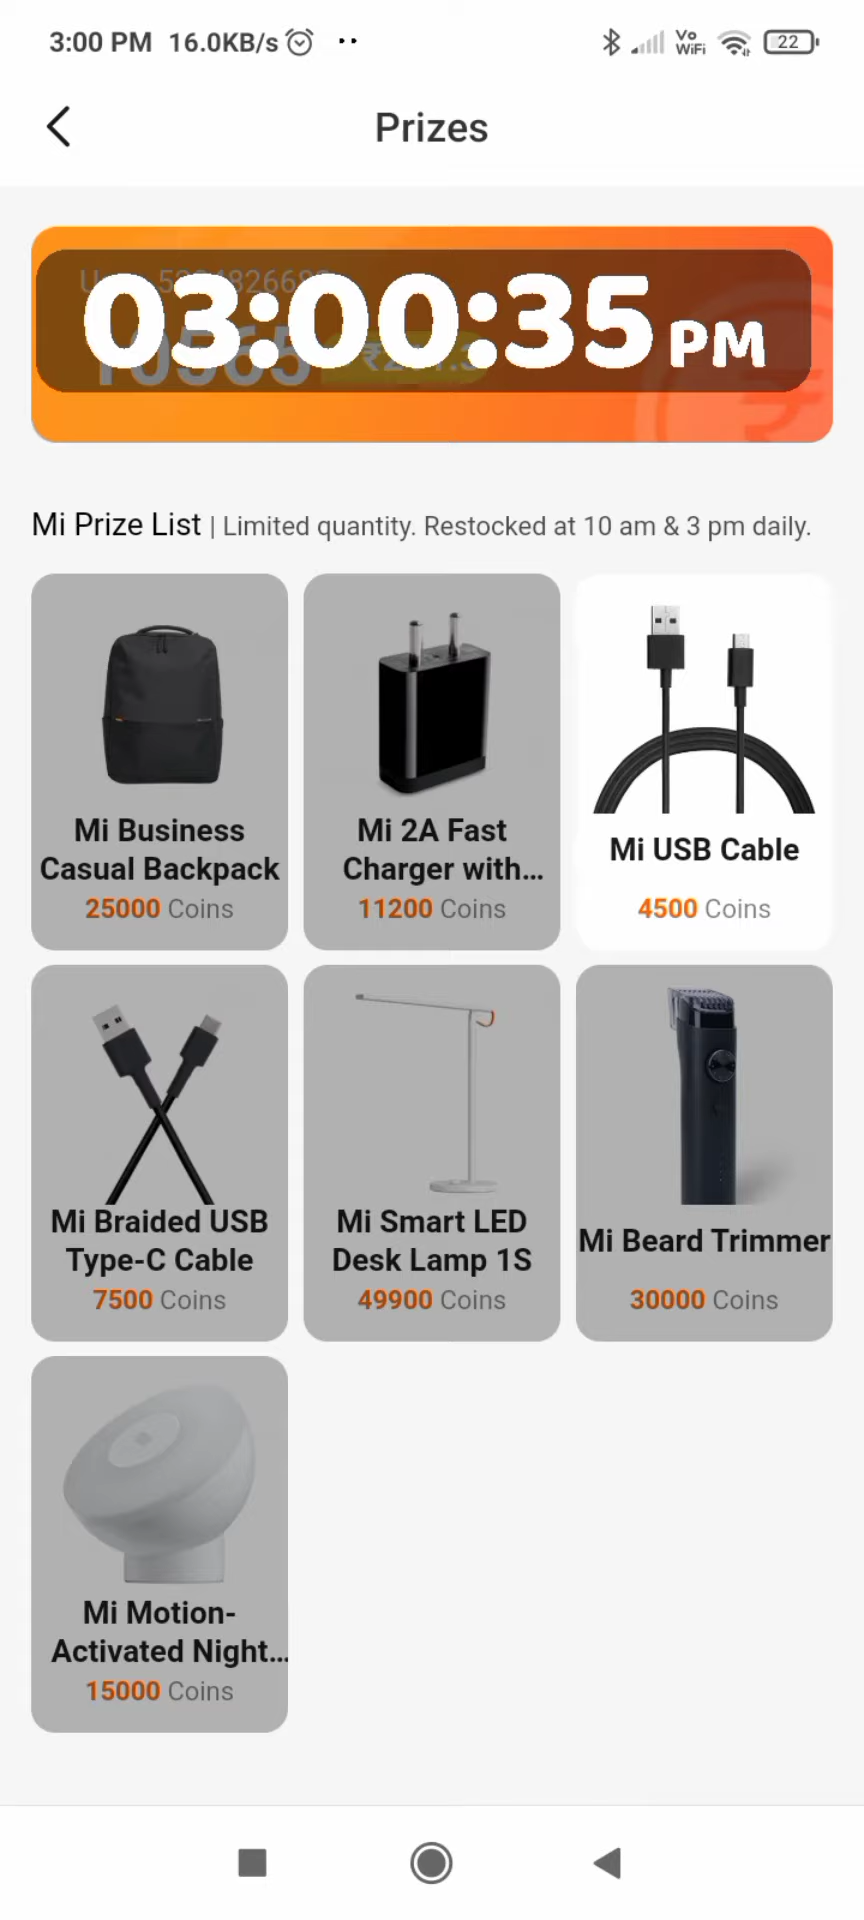 3:00 PM 16.0KB/s
Vo
WiFi
22
Prizes
03:00:35 PM
10565
Mi Prize List | Limited quantity. Restocked at 10 am & 3 pm daily.
Mi Business
Casual Backpack
25000 Coins
Mi 2A Fast
Charger with...
11200 Coins
Mi USB Cable
4500 Coins
Mi Braided USB
Type-C Cable
7500 Coins
Mi Smart LED
Desk Lamp 1S
49900 Coins
Mi Beard Trimmer
30000 Coins
Mi Motion-
Activated Night...
15000 Coins